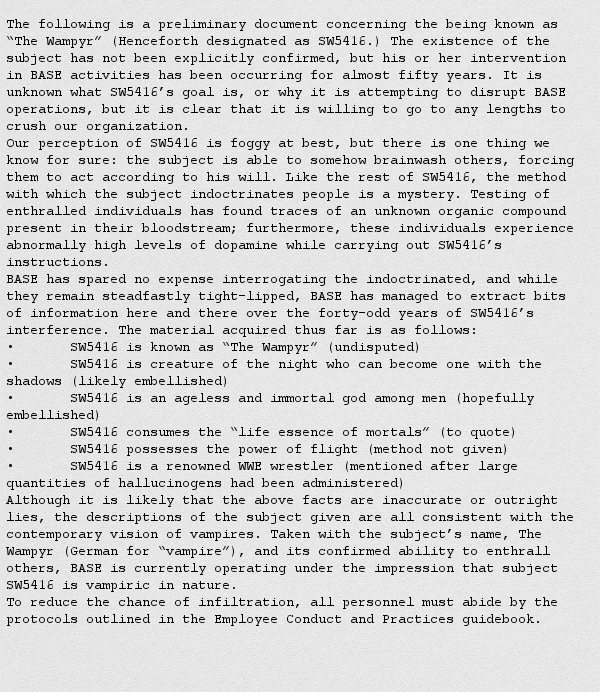 The following is a preliminary document concerning the being known as
“The Wampyr” (Henceforth designated as SW5416.) The existence of the
subject has not been explicitly confirmed, but his or her intervention
in BASE activities has been occurring for almost fifty years. It is
unknown what SW5416’s goal is, or why it is attempting to disrupt BASE
operations, but it is clear that it is willing to go to any lengths to
crush our organization.
Our perception of SW5416 is foggy at best, but there is one thing we
know for sure: the subject is able to somehow brainwash others, forcing
them to act according to his will. Like the rest of SW5416, the method
with which the subject indoctrinates people is a mystery. Testing of
enthralled individuals has found traces of an unknown organic compound
present in their bloodstream; furthermore, these individuals experience
abnormally high levels of dopamine while carrying out SW5416’s
instructions.
BASE has spared no expense interrogating the indoctrinated, and while
they remain steadfastly tight-lipped, BASE has managed to extract bits
of information here and there over the forty-odd years of SW5416’s
interference. The material acquired thus far is as follows:
• SW5416 is known as “The Wampyr” (undisputed)
• SW5416 is creature of the night who can become one with the
shadows (likely embellished)
• SW5416 is an ageless and immortal god among men (hopefully
embellished)
• SW5416 consumes the “life essence of mortals” (to quote)
• SW5416 possesses the power of flight (method not given)
• SW5416 is a renowned WWE wrestler (mentioned after large
quantities of hallucinogens had been administered)
Although it is likely that the above facts are inaccurate or outright
lies, the descriptions of the subject given are all consistent with the
contemporary vision of vampires. Taken with the subject’s name, The
Wampyr (German for “vampire”), and its confirmed ability to enthrall
others, BASE is currently operating under the impression that subject
SW5416 is vampiric in nature.
To reduce the chance of infiltration, all personnel must abide by the
protocols outlined in the Employee Conduct and Practices guidebook.